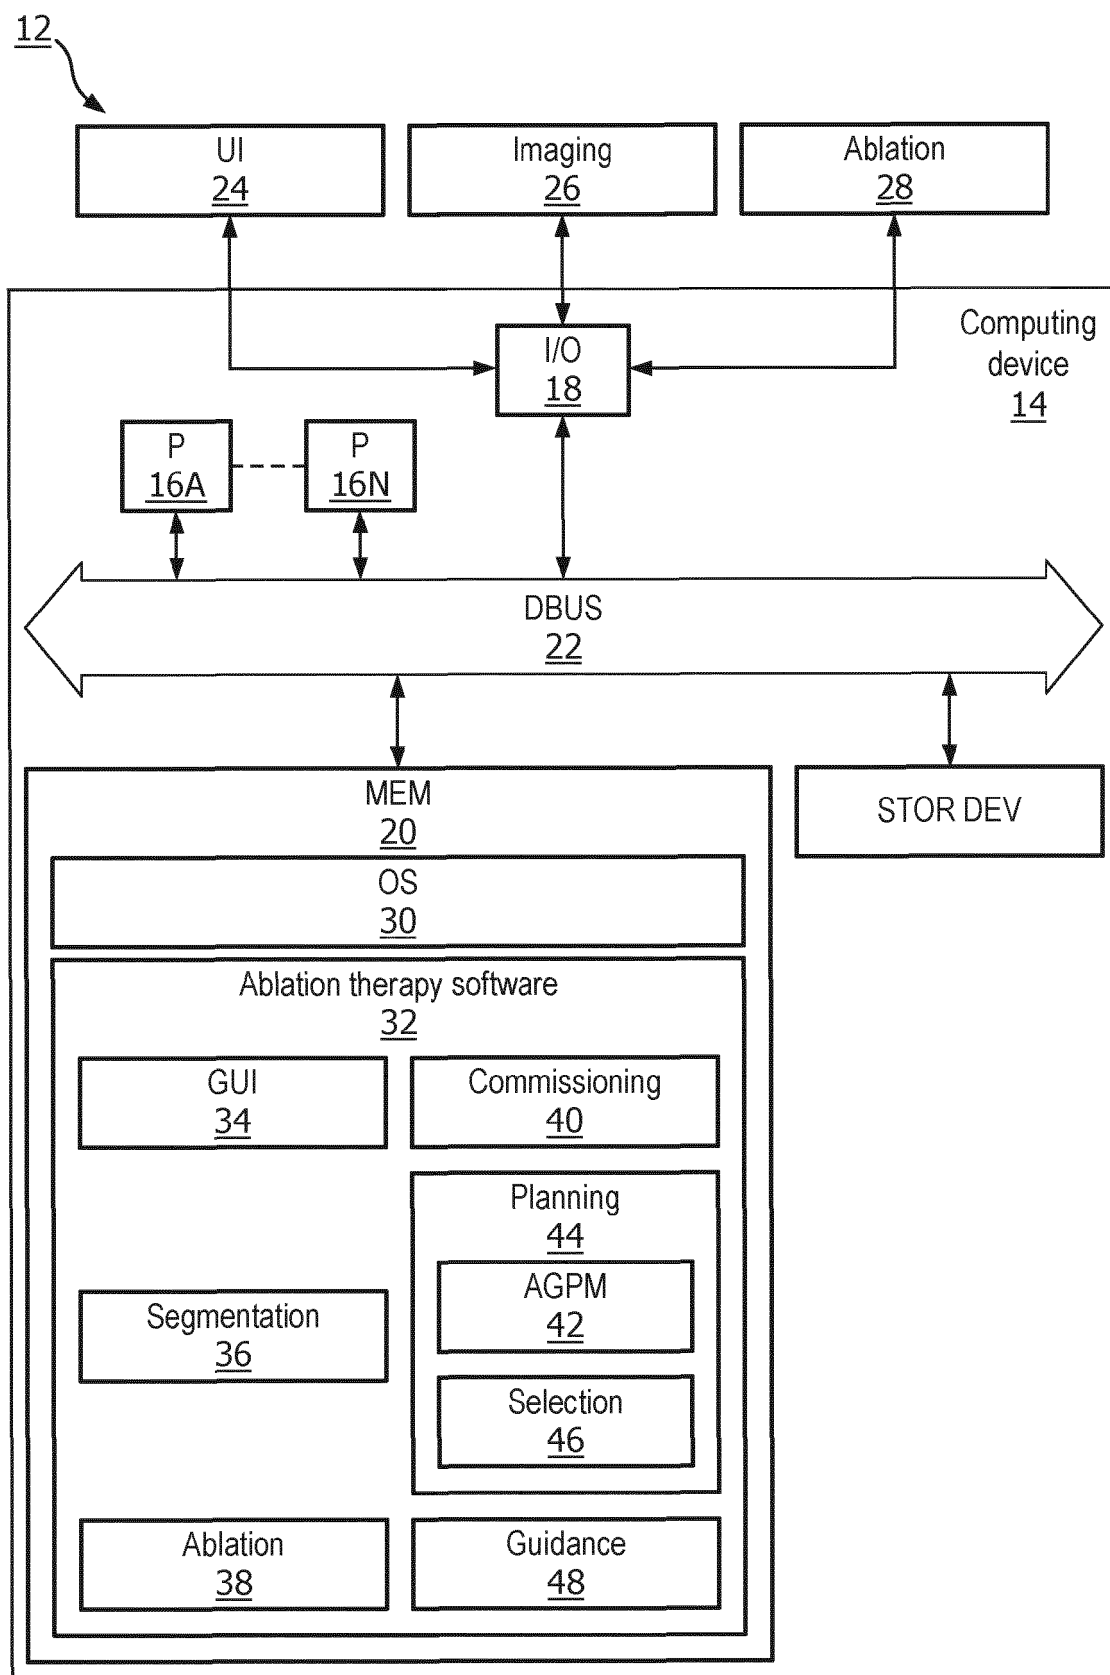 12
UI
24
Imaging
26
Ablation
28
Computing
device
14
I/O
18
P
16A
P
16N
DBUS
22
MEM
20
STOR DEV
OS
30
Ablation therapy software
32
GUI
34
Commissioning
40
Planning
44
AGPM
42
Segmentation
36
Selection
46
Ablation
38
Guidance
48